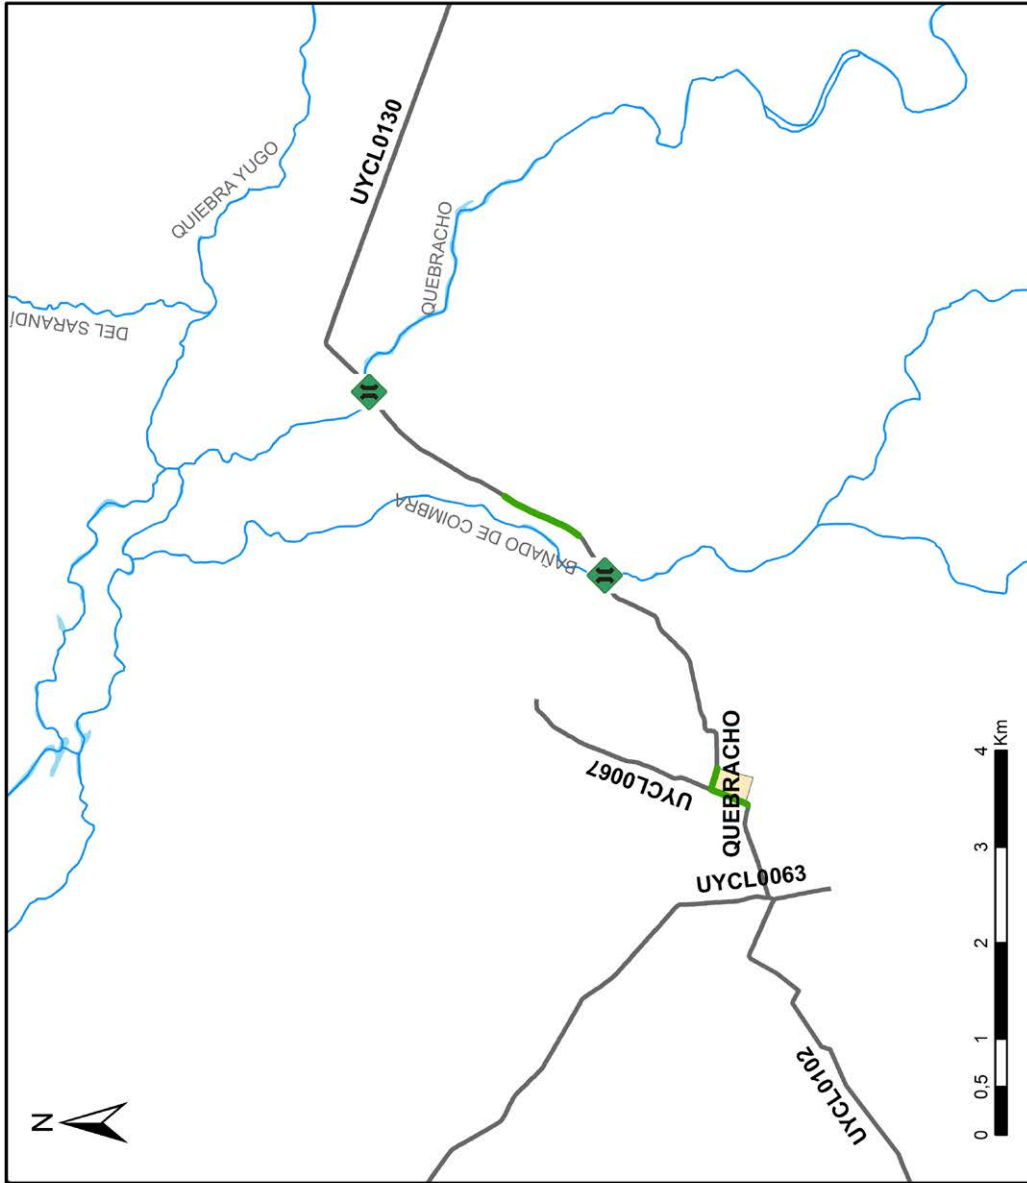 N
DEL SARANDÍ
QUIEBRA YUGO
UYCL0130
QUEBRACHO
BAÑADO DE COIMBRA
UYCL0067
QUEBRACHO
UYCL0063
UYCL0102
0 0,5 1 2 3 4
Km